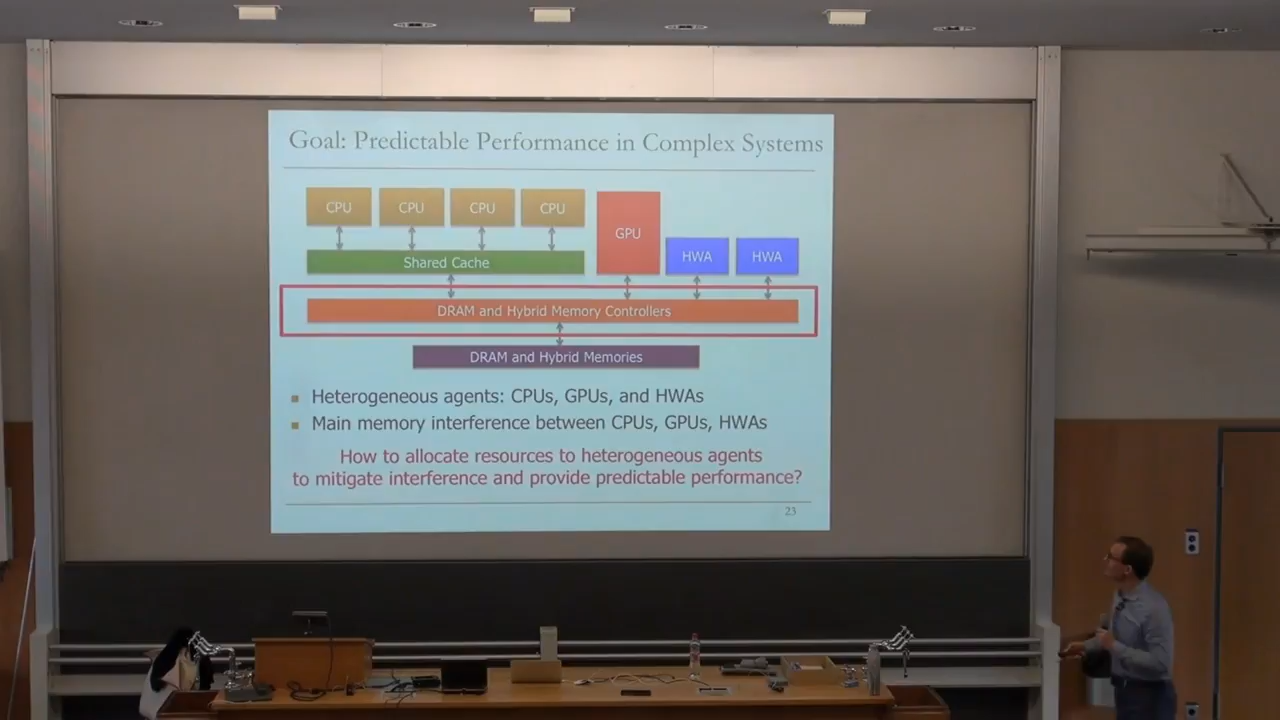 Goal: Predictable Performance in Complex Systems
CPU CPU CPU CPU
GPU
HWA HWA
Shared Cache
DRAM and Hybrid Memory Controllers
DRAM and Hybrid Memories
Heterogeneous agents: CPUs, GPUs, and HWAs
Main memory interference between CPUs, GPUs, HWAs
How to allocate resources to heterogeneous agents
to mitigate interference and provide predictable performance?
23